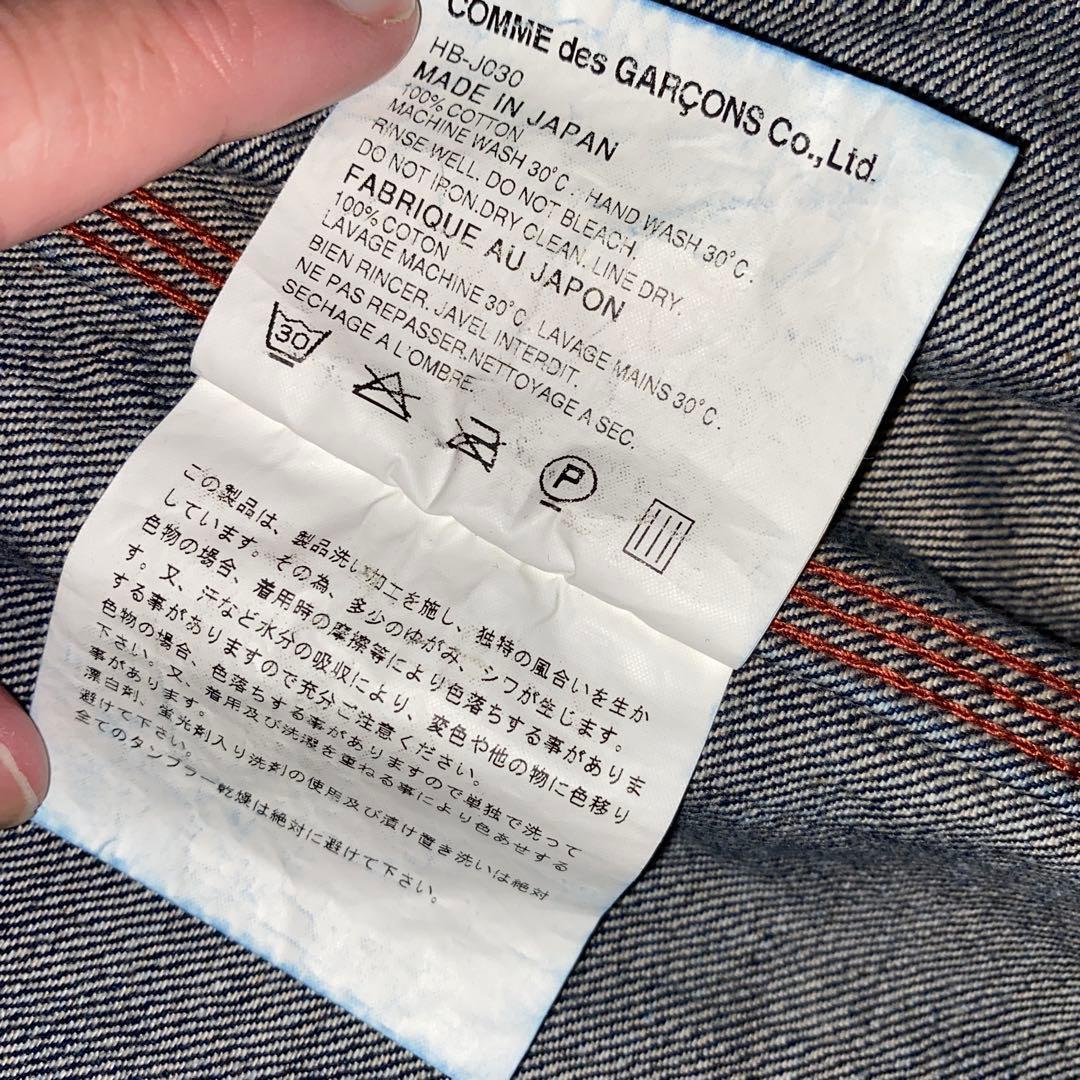 COMME des GARÇONS Co.,Ltd.
HB-J030
MADE IN JAPAN
100% COTTON
MACHINE WASH 30°C. HAND WASH 30°C.
RINSE WELL. DO NOT BLEACH.
DO NOT IRON.DRY CLEAN. LINE DRY.
FABRIQUE AU JAPON
100% COTON
LAVAGE MACHINE 30°C. LAVAGE MAINS 30°C.
BIEN RINCER. JAVEL INTERDIT.
NE PAS REPASSER.NETTOYAGE A SEC.
SECHAGE A L'OMBRE.
30
P
この製品は、製品洗い加工を施し、独特の風合いを生か
しています。その為、多少のゆがみ、シワが生じます。
色物の場合、着用時の摩擦等により色落ちする事がありま
す。又、汗など水分の吸収により、変色や他の物に色移り
する事がありますので充分ご注意ください。
色物の場合、色落ちする事がありますので単独で洗って
下さい。又、着用及び洗濯を重ねる事により色あせする
事があります。
漂白剤、蛍光剤入り洗剤の使用及び漬け置き洗いは絶対
避けて下さい。
全てのタンブラー乾燥は絶対に避けて下さい。